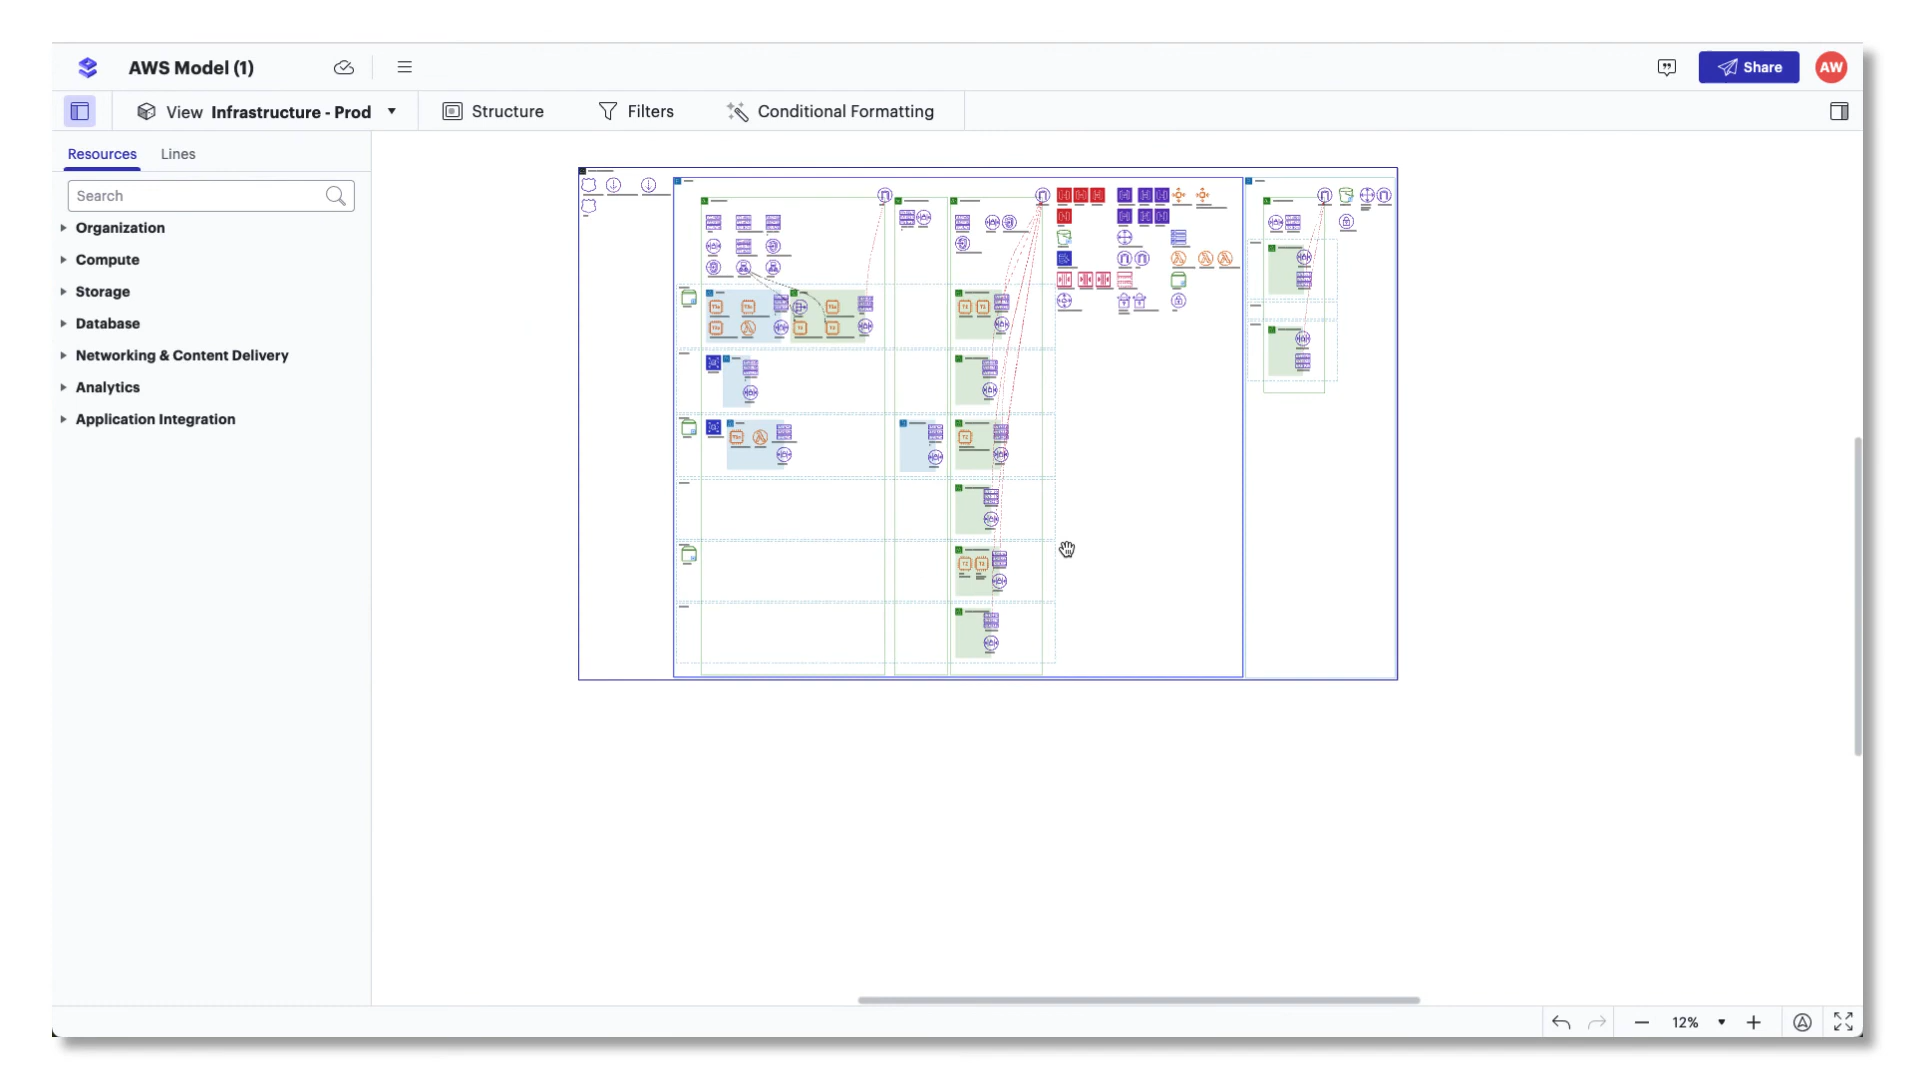 AWS Model (1)
Share
AW
View Infrastructure - Prod
Structure
Filters
Conditional Formatting
Resources
Lines
Search
Organization
Compute
Storage
Database
Networking & Content Delivery
Analytics
Application Integration
12%